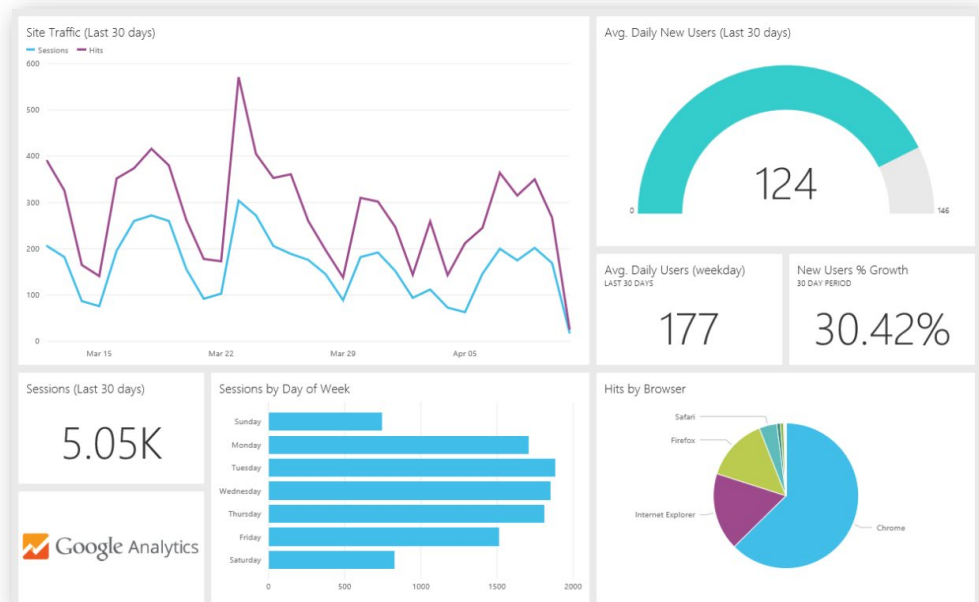 Site Traffic (Last 30 days)
Sessions Hits
600
500
400
300
200
100
0
Mar 15 Mar 22 Mar 29 Apr 05
Avg. Daily New Users (Last 30 days)
124
0 146
Avg. Daily Users (weekday)
LAST 30 DAYS
177
New Users % Growth
30 DAY PERIOD
30.42%
Sessions (Last 30 days)
5.05K
Google Analytics
Sessions by Day of Week
Sunday
Monday
Tuesday
Wednesday
Thursday
Friday
Saturday
0 500 1000 1500 2000
Hits by Browser
Safari
Firefox
Internet Explorer
Chrome